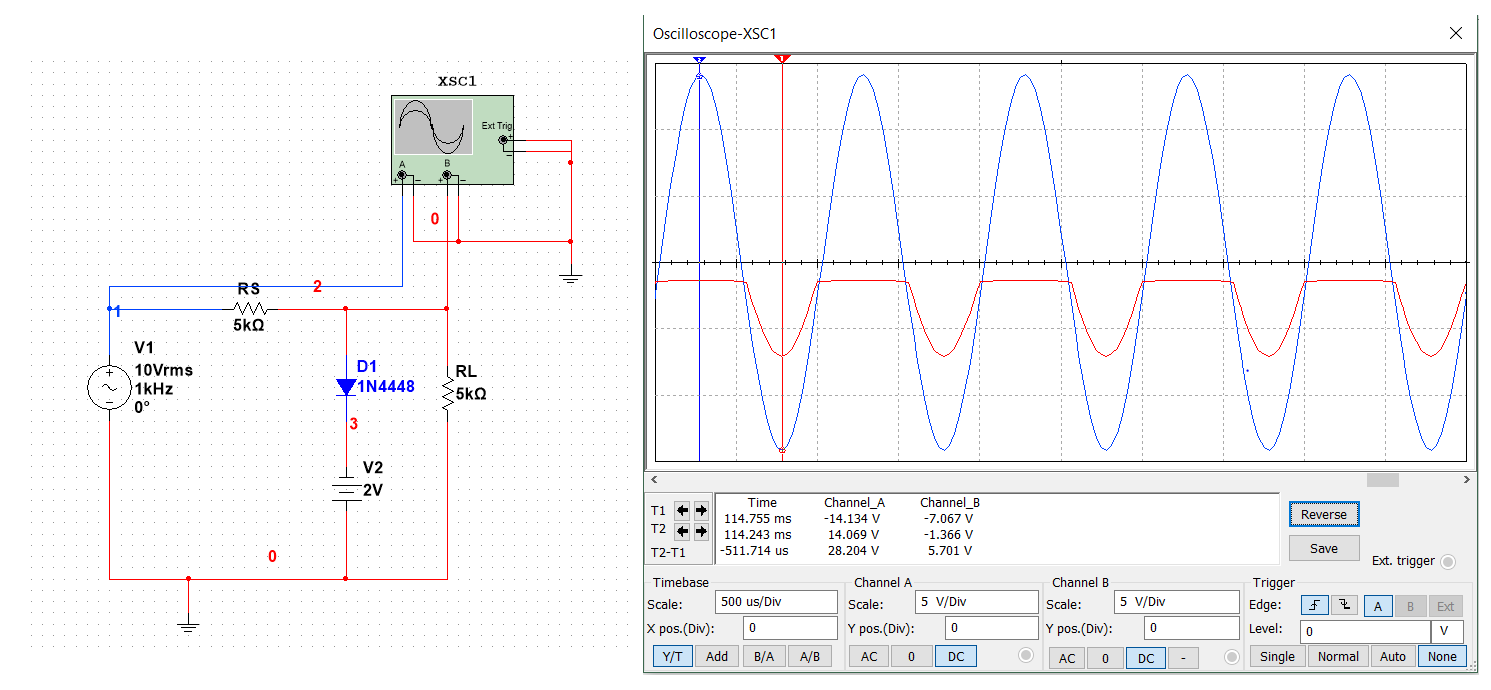 XSC1
Ext Trig
+
−
A
B
+ − + −
0
2
RS
1
5kΩ
V1
10Vrms
1kHz
0°
D1
1N4448
RL
5kΩ
3
V2
2V
0
Oscilloscope-XSC1
Time Channel_A Channel_B
T1 114.755 ms -14.134 V -7.067 V
T2 114.243 ms 14.069 V -1.366 V
T2-T1 -511.714 us 28.204 V 5.701 V
Reverse
Save
Ext. trigger
Timebase
Scale: 500 us/Div
X pos.(Div): 0
Y/T Add B/A A/B
Channel A
Scale: 5 V/Div
Y pos.(Div): 0
AC 0 DC
Channel B
Scale: 5 V/Div
Y pos.(Div): 0
AC 0 DC -
Trigger
Edge: A B Ext
Level: 0 V
Single Normal Auto None